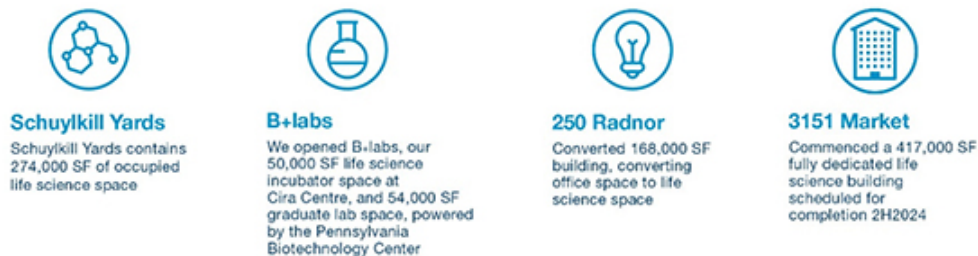 Schuylkill Yards
Schuylkill Yards contains
274,000 SF of occupied
life science space
B+labs
We opened B+labs, our
50,000 SF life science
incubator space at
Cira Centre, and 54,000 SF
graduate lab space, powered
by the Pennsylvania
Biotechnology Center
250 Radnor
Converted 168,000 SF
building, converting
office space to life
science space
3151 Market
Commenced a 417,000 SF
fully dedicated life
science building
scheduled for
completion 2H2024